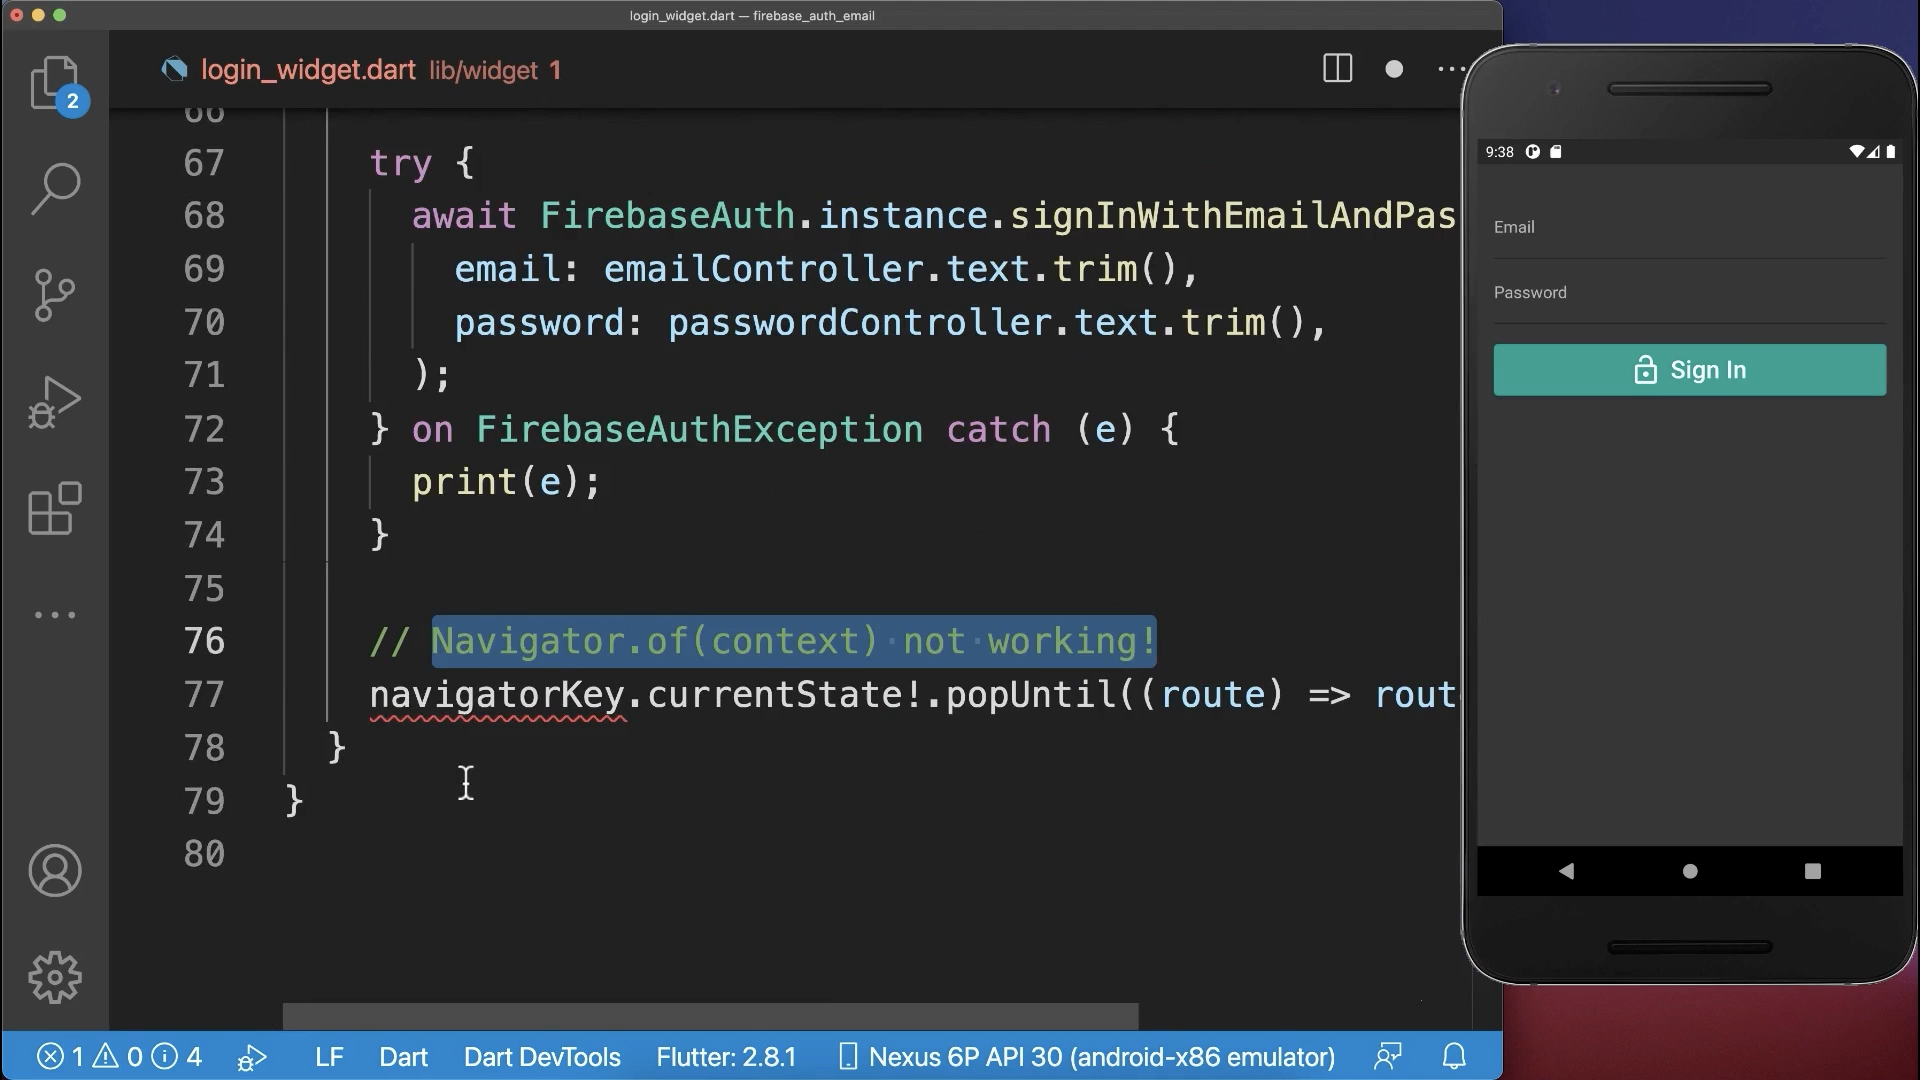 login_widget.dart — firebase_auth_email
login_widget.dart lib/widget 1
2
66
67 try {
68 await FirebaseAuth.instance.signInWithEmailAndPas
69 email: emailController.text.trim(),
70 password: passwordController.text.trim(),
71 );
72 } on FirebaseAuthException catch (e) {
73 print(e);
74 }
75
76 // Navigator.of(context) not working!
77 navigatorKey.currentState!.popUntil((route) => rout
78 }
79 }
80
1 0 4 LF Dart Dart DevTools Flutter: 2.8.1 Nexus 6P API 30 (android-x86 emulator)
9:38
Email
Password
Sign In